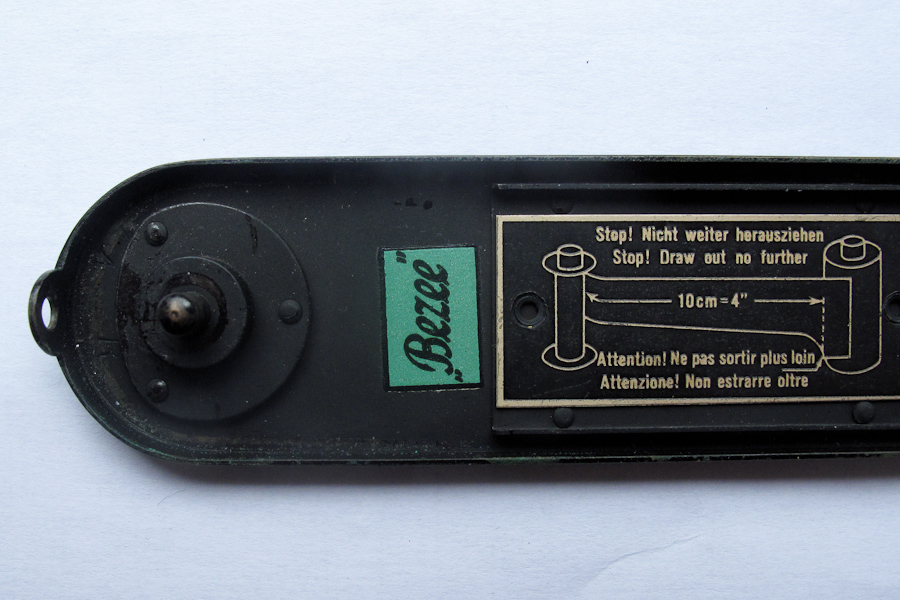 „Bezee"
Stop! Nicht weiter herausziehen
Stop! Draw out no further
10cm=4"
Attention! Ne pas sortir plus loin
Attenzione! Non estrarre oltre